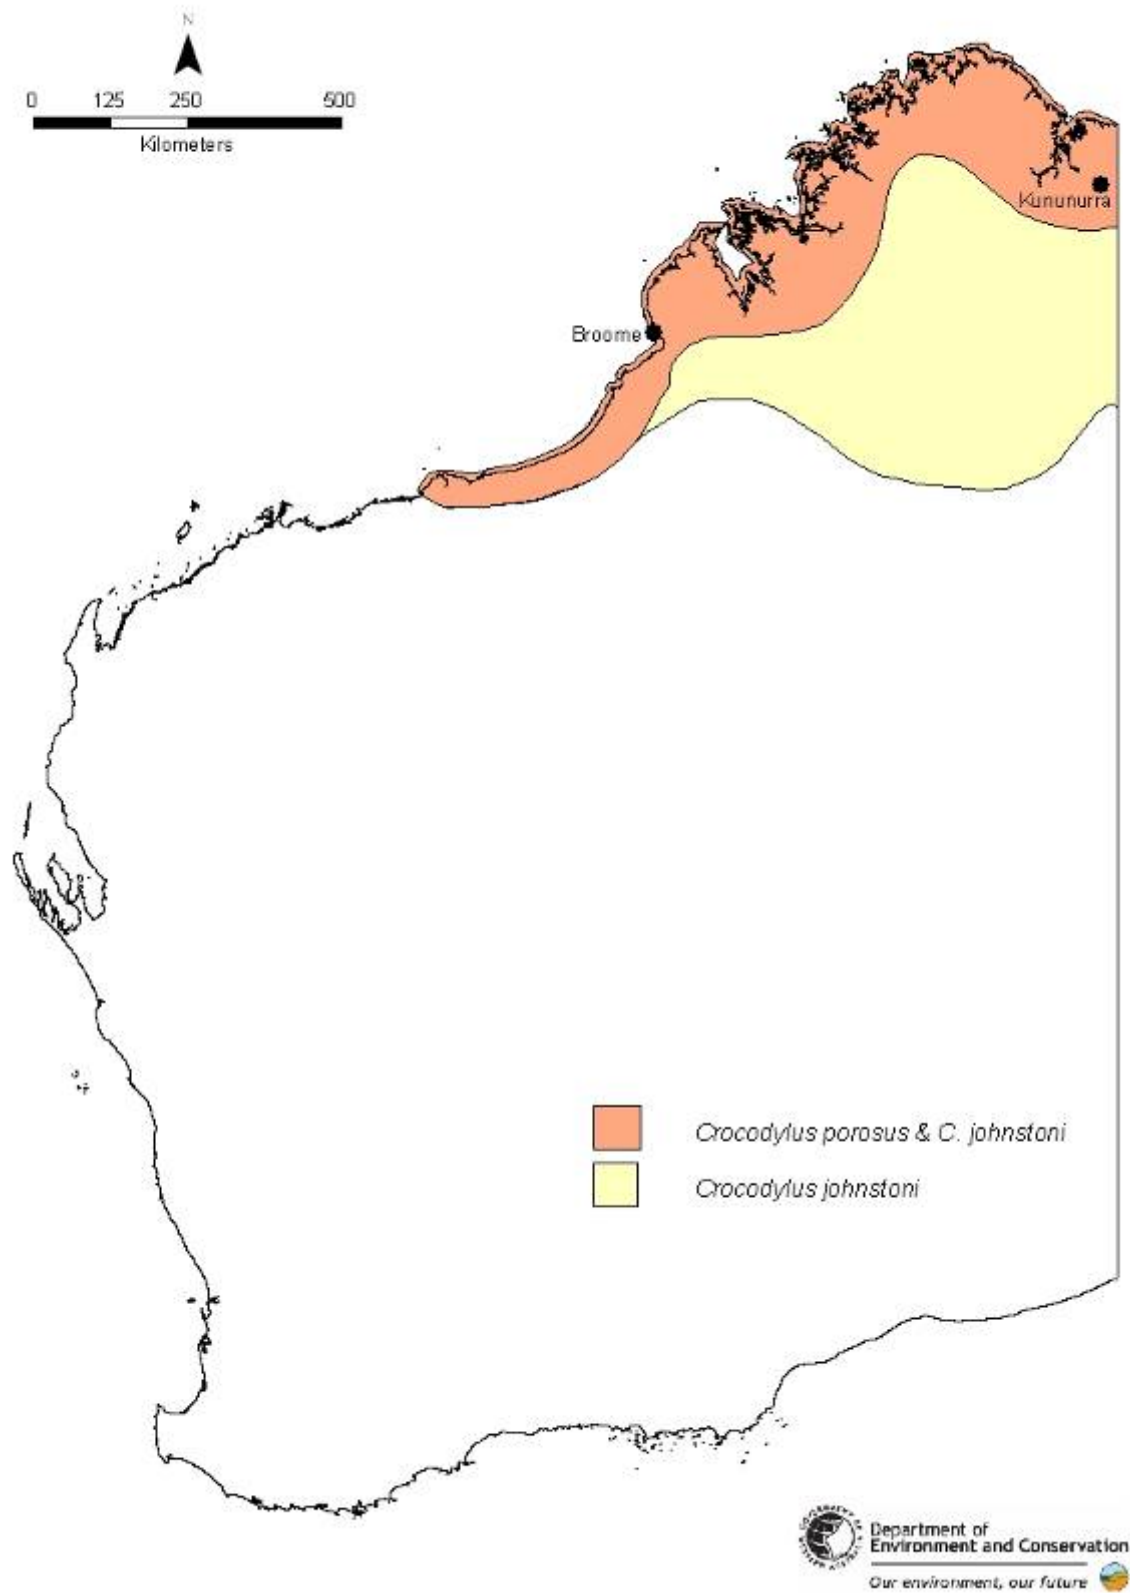 N
0 125 250 500
Kilometers
Kununurra
Broome
Crocodylus porosus & C. johnstoni
Crocodylus johnstoni
Department of
Environment and Conservation
Our environment, our future